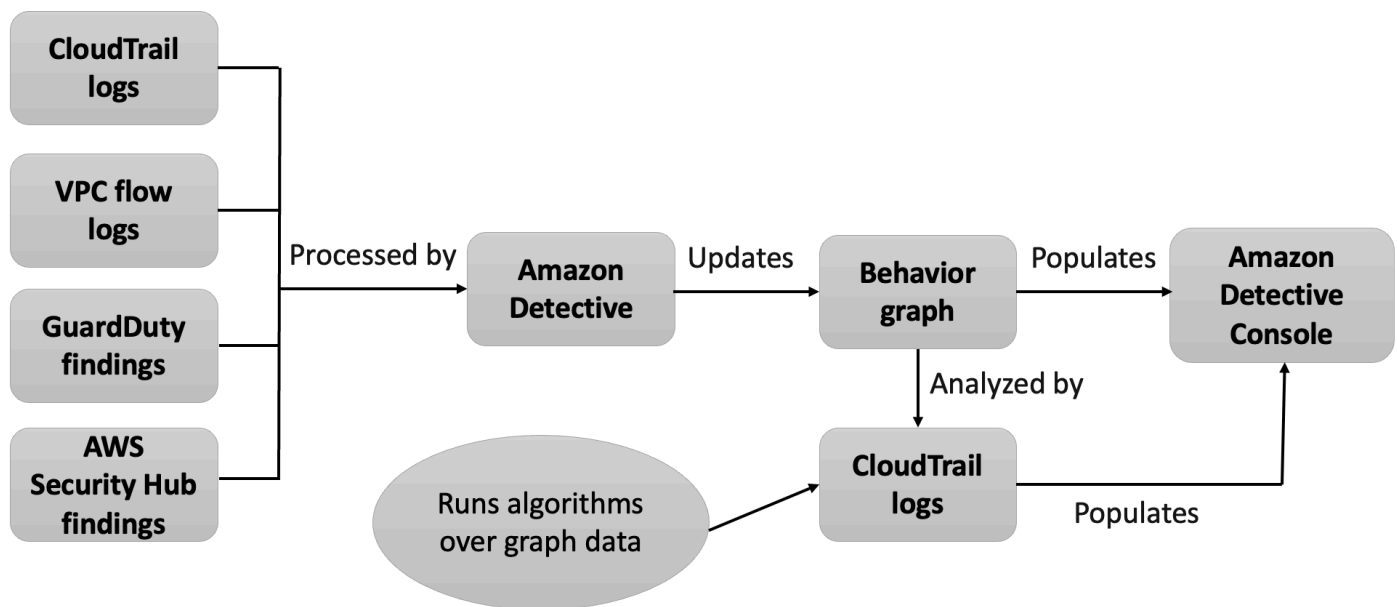 CloudTrail
logs
VPC flow
logs
GuardDuty
findings
AWS
Security Hub
findings
Processed by
Amazon
Detective
Updates
Behavior
graph
Populates
Amazon
Detective
Console
Analyzed by
CloudTrail
logs
Populates
Runs algorithms
over graph data